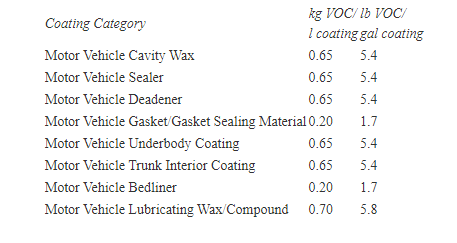 kg VOC/ lb VOC/
Coating Category
l coating gal coating
Motor Vehicle Cavity Wax 0.65 5.4
Motor Vehicle Sealer 0.65 5.4
Motor Vehicle Deadener 0.65 5.4
Motor Vehicle Gasket/Gasket Sealing Material 0.20 1.7
Motor Vehicle Underbody Coating 0.65 5.4
Motor Vehicle Trunk Interior Coating 0.65 5.4
Motor Vehicle Bedliner 0.20 1.7
Motor Vehicle Lubricating Wax/Compound 0.70 5.8